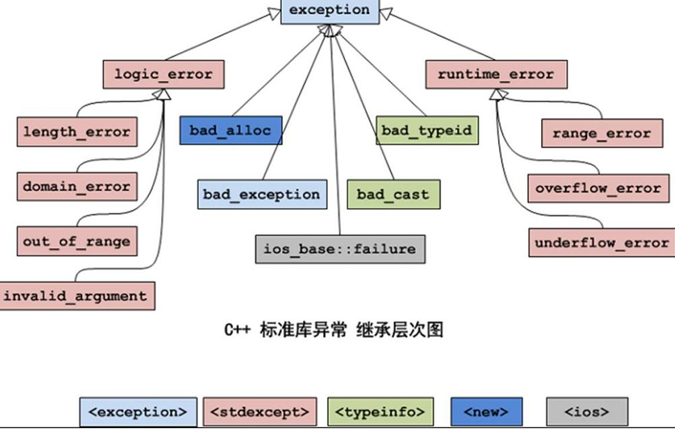 exception
logic_error
runtime_error
length_error
bad_alloc
bad_typeid
range_error
domain_error
bad_exception
bad_cast
overflow_error
out_of_range
ios_base::failure
underflow_error
invalid_argument
C++ 标准库异常 继承层次图
<exception> <stdexcept> <typeinfo> <new> <ios>